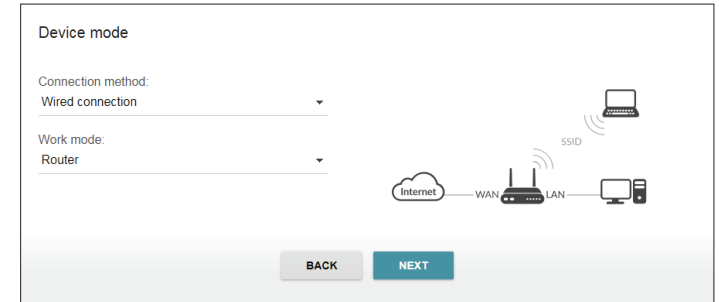 Device mode
Connection method:
Wired connection
Work mode:
Router
SSID
Internet
WAN
LAN
BACK
NEXT